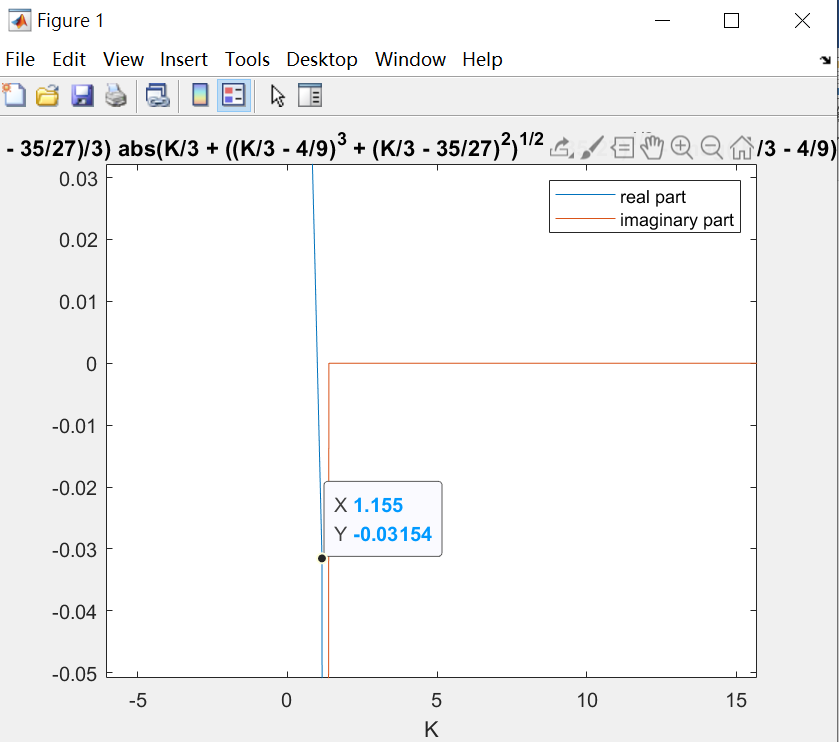 Figure 1
File Edit View Insert Tools Desktop Window Help
- 35/27)/3) abs(K/3 + ((K/3 - 4/9)³ + (K/3 - 35/27)²)¹/² /3 - 4/9)
0.03
real part
imaginary part
0.02
0.01
0
-0.01
-0.02
X 1.155
Y -0.03154
-0.03
-0.04
-0.05
-5 0 5 10 15
K